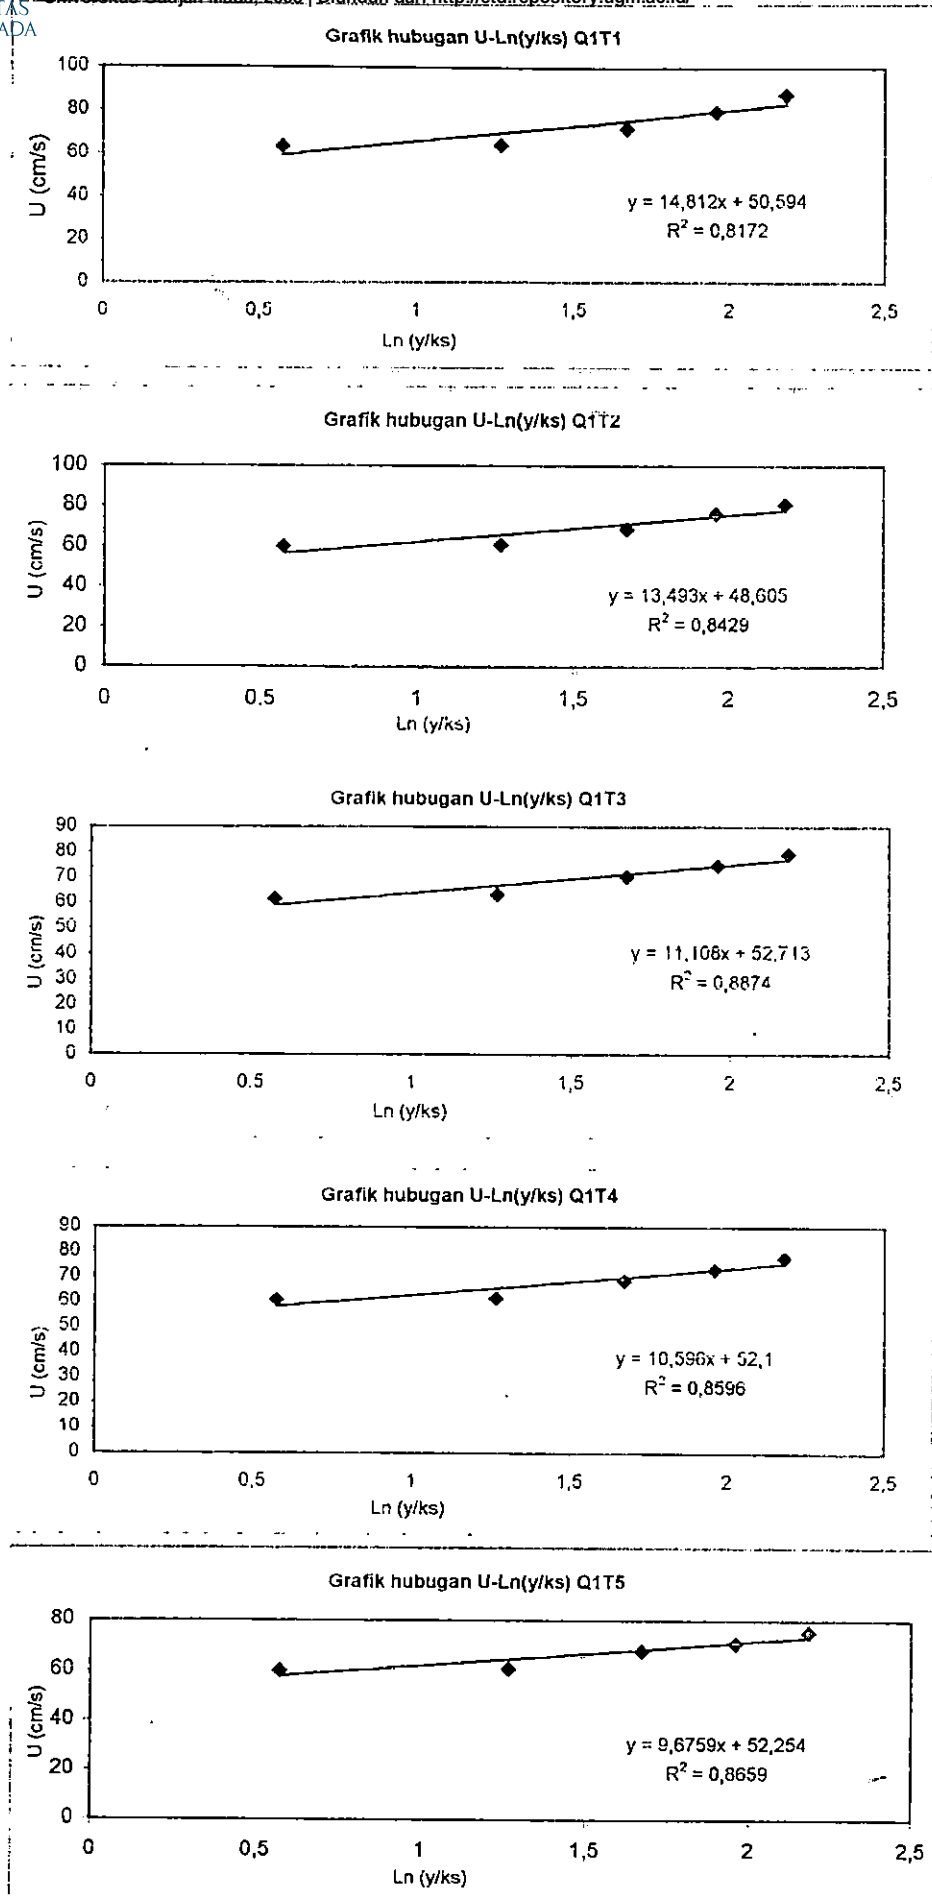 Grafik hubugan U-Ln(y/ks) Q1T1
100
80
60
40
20
0
U (cm/s)
y = 14,812x + 50,594
R² = 0,8172
0 0,5 1 1,5 2 2,5
Ln (y/ks)
Grafik hubugan U-Ln(y/ks) Q1T2
100
80
60
40
20
0
U (cm/s)
y = 13,493x + 48,605
R² = 0,8429
0 0.5 1 1,5 2 2,5
Ln (y/ks)
Grafik hubugan U-Ln(y/ks) Q1T3
90
80
70
60
50
40
30
20
10
0
U (cm/s)
y = 11,108x + 52,713
R² = 0,8874
0 0.5 1 1,5 2 2,5
Ln (y/ks)
Grafik hubugan U-Ln(y/ks) Q1T4
90
80
70
60
50
40
30
20
10
0
U (cm/s)
y = 10,596x + 52,1
R² = 0,8596
0 0,5 1 1,5 2 2,5
Ln (y/ks)
Grafik hubugan U-Ln(y/ks) Q1T5
80
60
40
20
0
U (cm/s)
y = 9,6759x + 52,254
R² = 0,8659
0 0,5 1 1,5 2 2,5
Ln (y/ks)